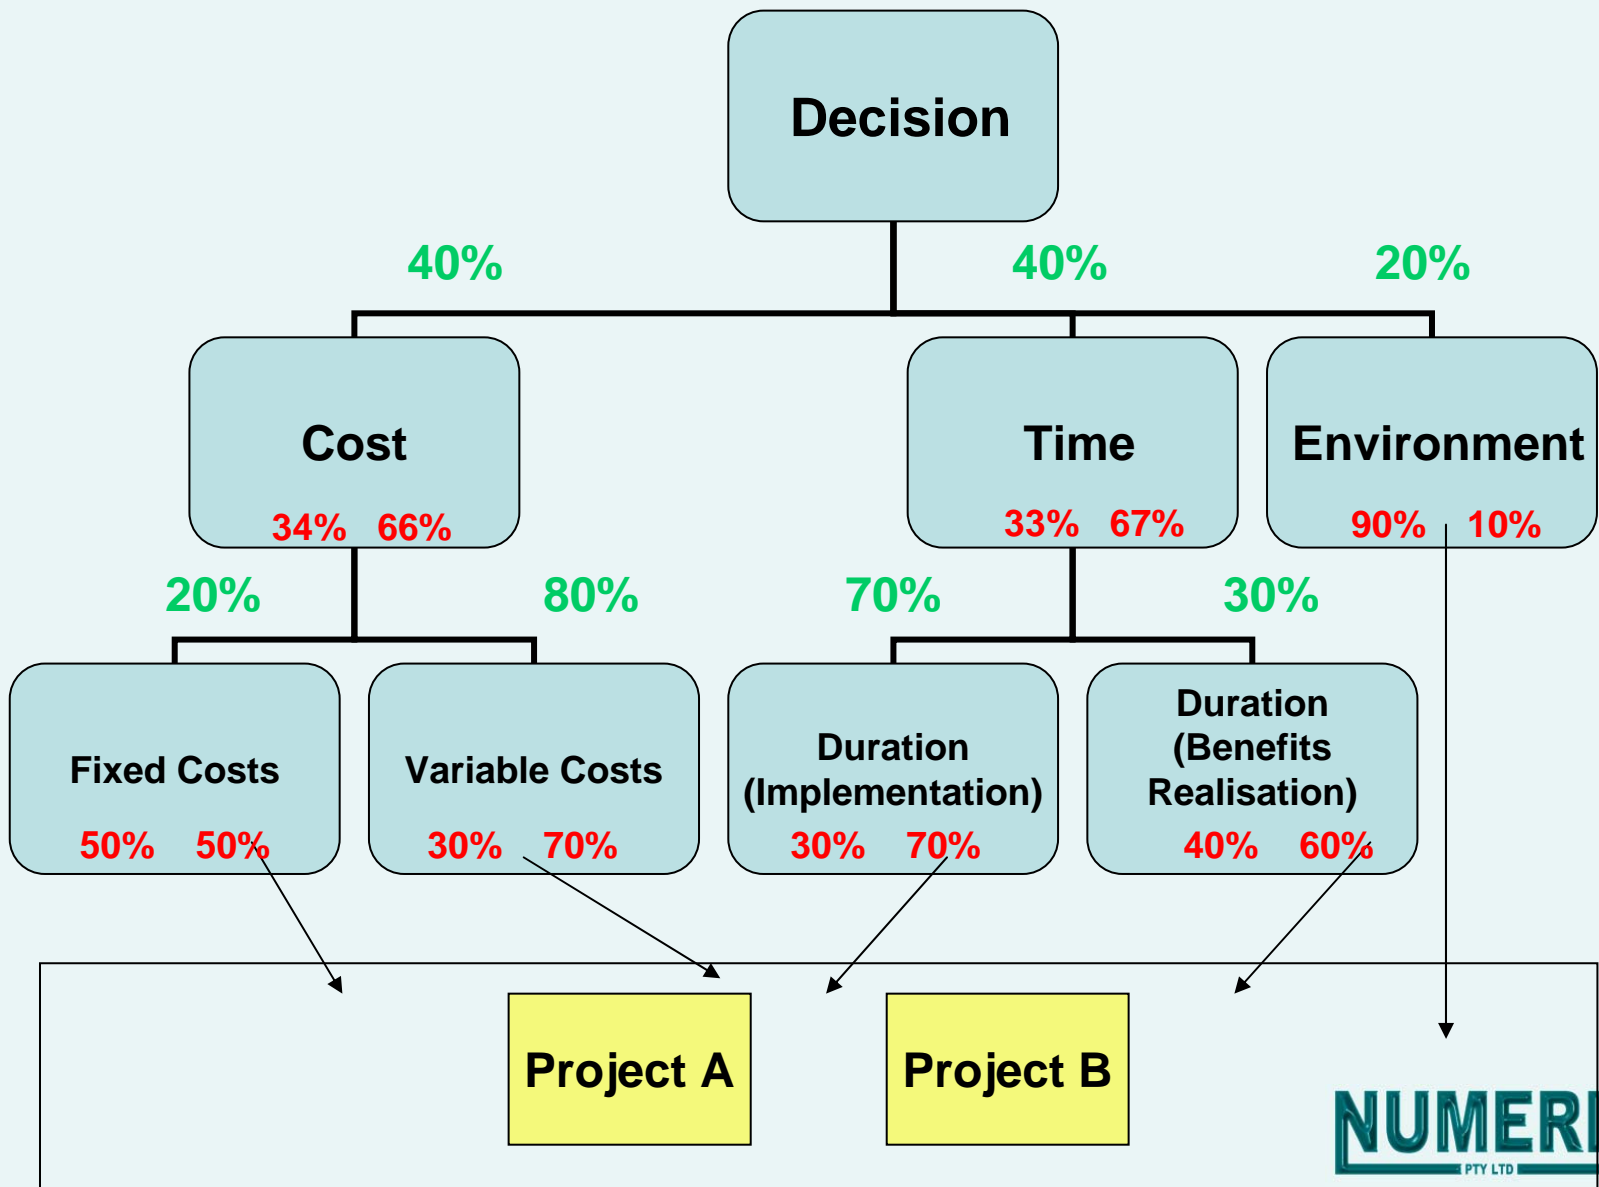 Decision
40%
40%
20%
Cost
34% 66%
Time
33% 67%
Environment
90% 10%
20%
80%
70%
30%
Fixed Costs
50% 50%
Variable Costs
30% 70%
Duration
(Implementation)
30% 70%
Duration
(Benefits
Realisation)
40% 60%
Project A
Project B
NUMERI
PTY LTD